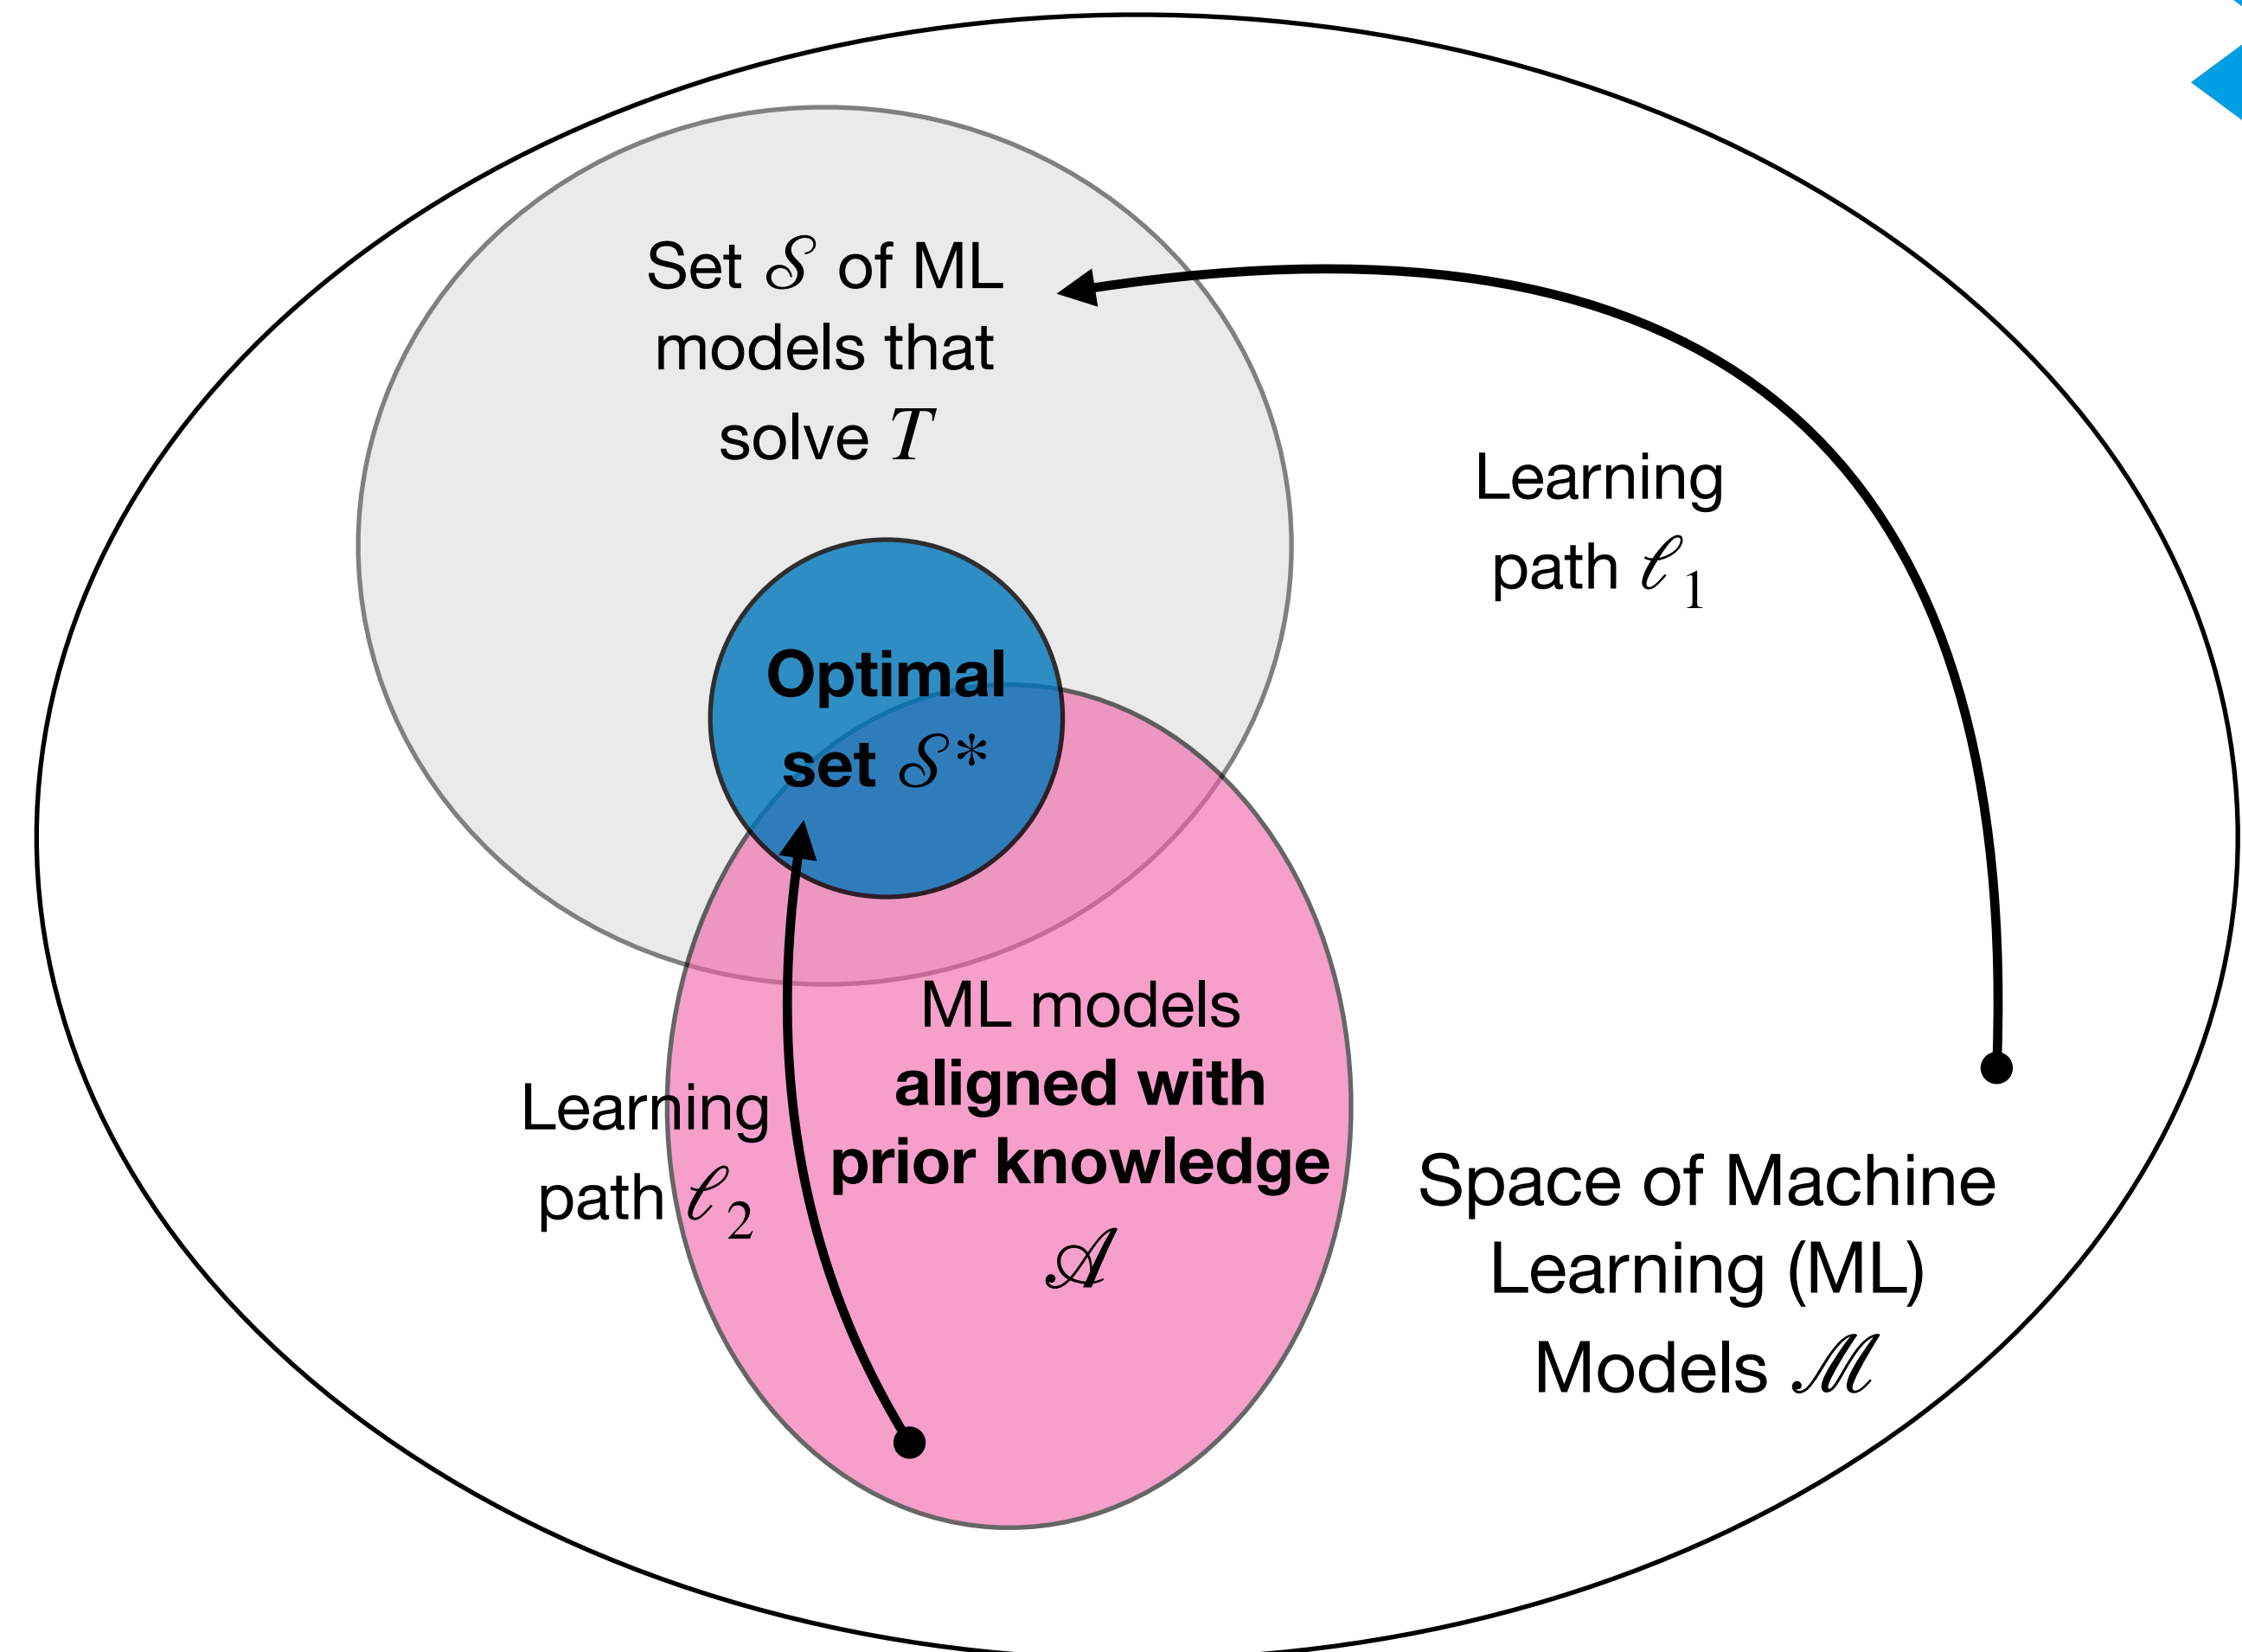 Set 𝒮 of ML
models that
solve T
Learning
path ℓ₁
Optimal
set 𝒮*
ML models
aligned with
prior knowledge
𝒜
Learning
path ℓ₂
Space of Machine
Learning (ML)
Models ℳ